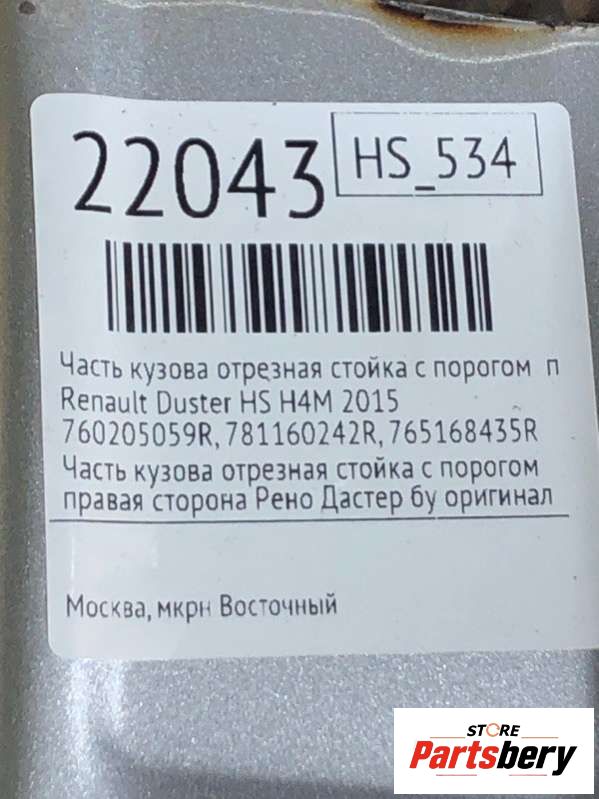 22043
HS_534
Часть кузова отрезная стойка с порогом п
Renault Duster HS H4M 2015
760205059R, 781160242R, 765168435R
Часть кузова отрезная стойка с порогом
правая сторона Рено Дастер бу оригинал
Москва, мкрн Восточный
STORE
Partsbery